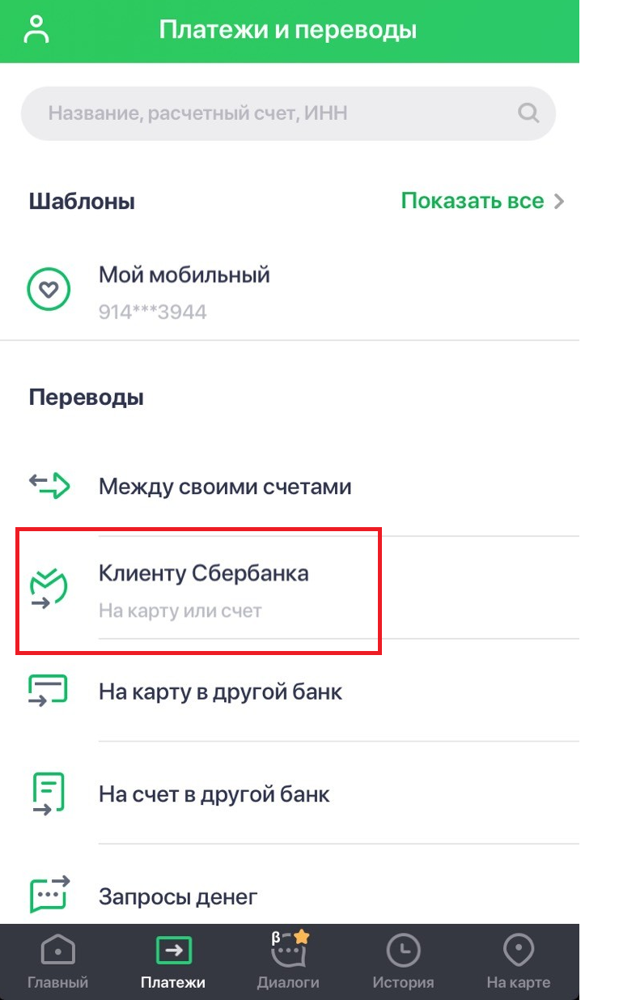 Платежи и переводы
Название, расчетный счет, ИНН
Шаблоны Показать все
Мой мобильный
914***3944
Переводы
Между своими счетами
Клиенту Сбербанка
На карту или счет
На карту в другой банк
На счет в другой банк
Запросы денег
β
Главный Платежи Диалоги История На карте